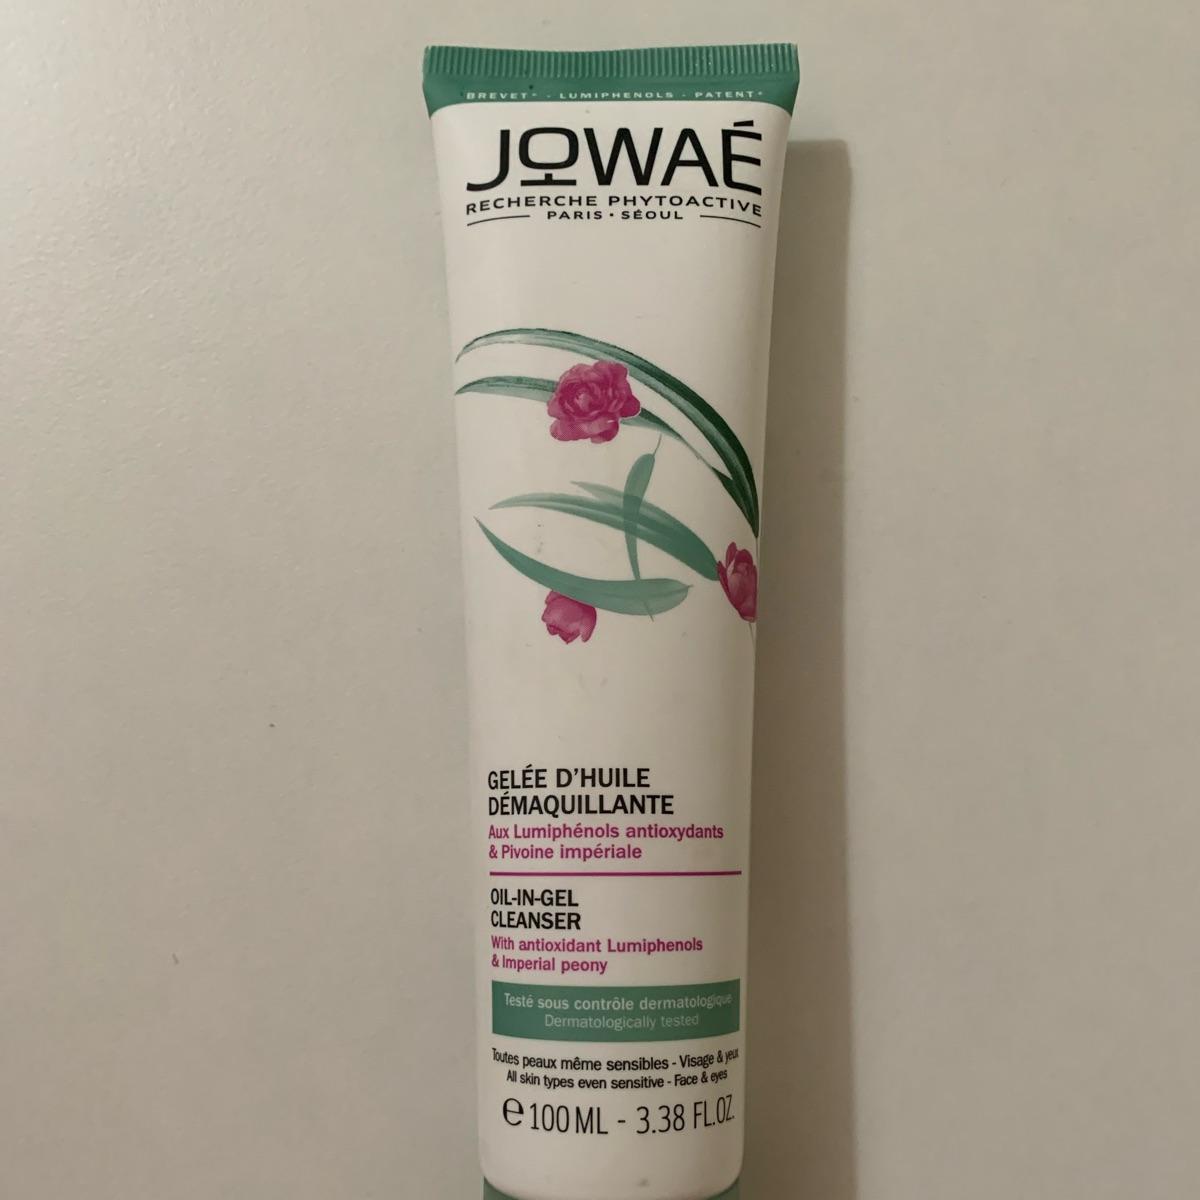 BREVET* - LUMIPHENOLS - PATENT*
JOWAÉ
RECHERCHE PHYTOACTIVE
PARIS • SÉOUL
GELÉE D'HUILE
DÉMAQUILLANTE
Aux Lumiphénols antioxydants
& Pivoine impériale
OIL-IN-GEL
CLEANSER
With antioxidant Lumiphenols
& Imperial peony
Testé sous contrôle dermatologique
Dermatologically tested
Toutes peaux même sensibles - Visage & yeux
All skin types even sensitive - Face & eyes
℮ 100 ML - 3.38 FL.OZ.